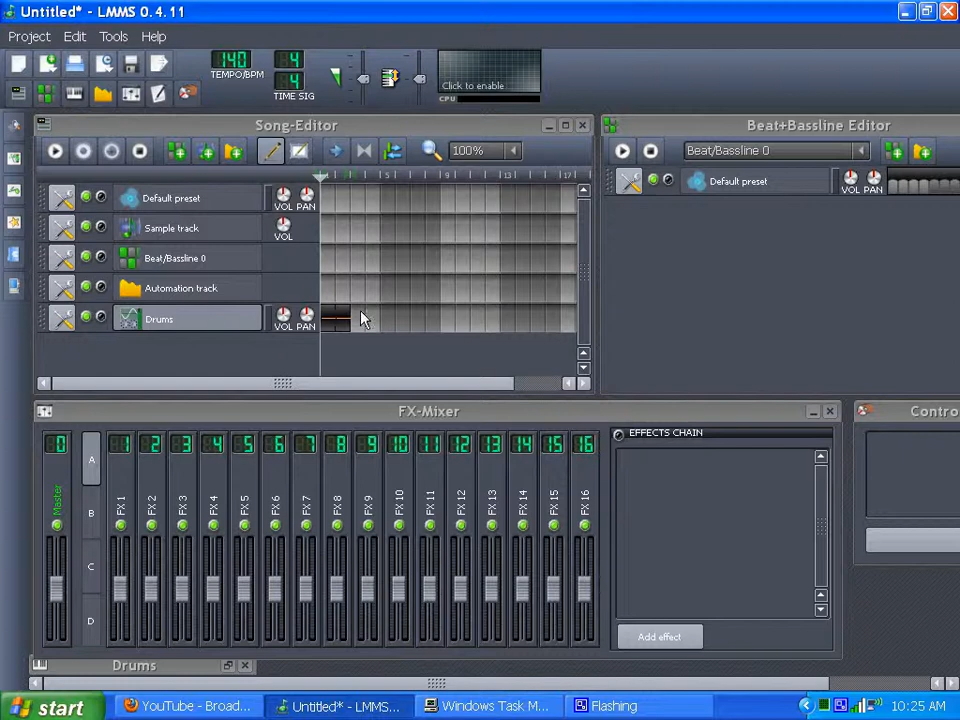 Untitled* - LMMS 0.4.11
Project Edit Tools Help
140
TEMPO/BPM
4
4
TIME SIG
Click to enable
CPU
Song-Editor
100%
1 5 9 13 17
Default preset VOL PAN
Sample track VOL
Beat/Bassline 0
Automation track
Drums VOL PAN
Beat+Bassline Editor
Beat/Bassline 0
Default preset VOL PAN
FX-Mixer
0 1 2 3 4 5 6 7 8 9 10 11 12 13 14 15 16
Master FX 1 FX 2 FX 3 FX 4 FX 5 FX 6 FX 7 FX 8 FX 9 FX 10 FX 11 FX 12 FX 13 FX 14 FX 15 FX 16
A
B
C
D
EFFECTS CHAIN
Add effect
Contro
Drums
start
YouTube - Broad...
Untitled* - LMMS...
Windows Task M...
Flashing
10:25 AM